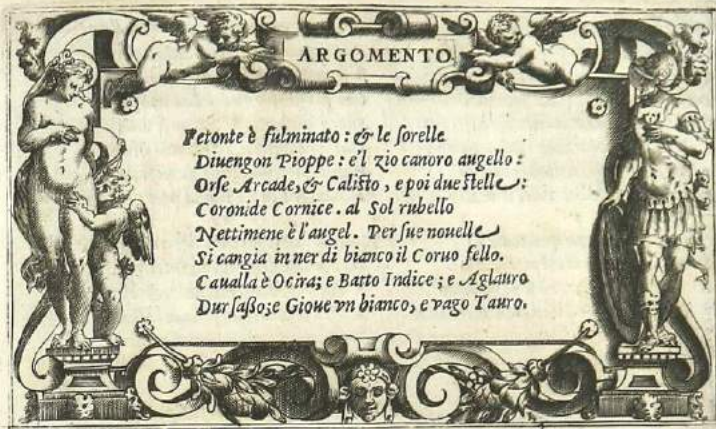 ARGOMENTO
Fetonte è fulminato: & le sorelle
Diuengon Pioppe: e'l zio canoro augello:
Orse Arcade, & Calisto, e poi due stelle:
Coronide Cornice. al Sol rubello
Nettimene è l'augel. Per sue nouelle
Si cangia in ner di bianco il Coruo fello.
Caualla è Ocira; e Batto Indice; e Aglauro
Dur sasso; e Gioue vn bianco, e vago Tauro.